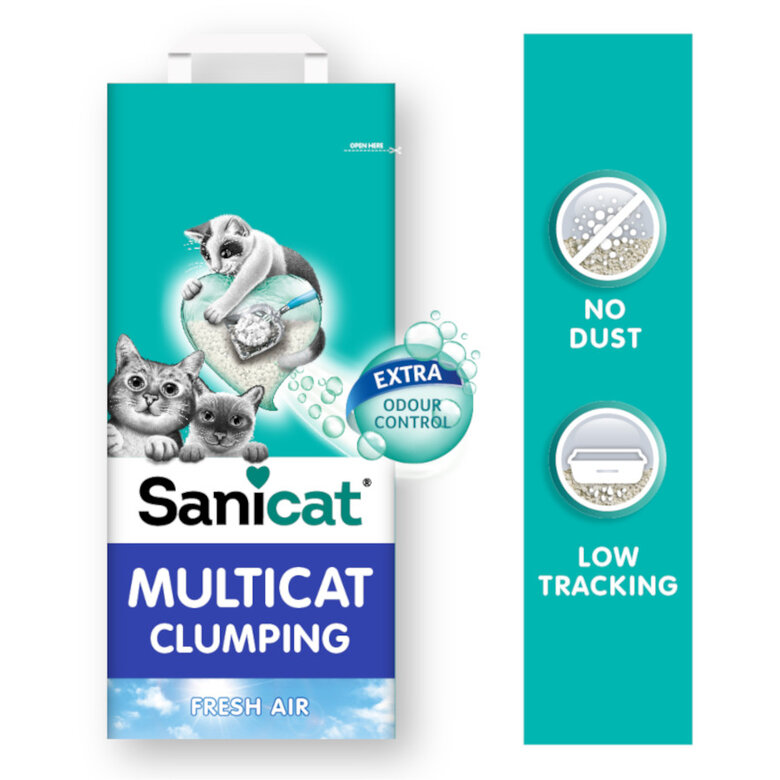 OPEN HERE
EXTRA
ODOUR
CONTROL
Sanicat®
MULTICAT
CLUMPING
FRESH AIR
NO
DUST
LOW
TRACKING